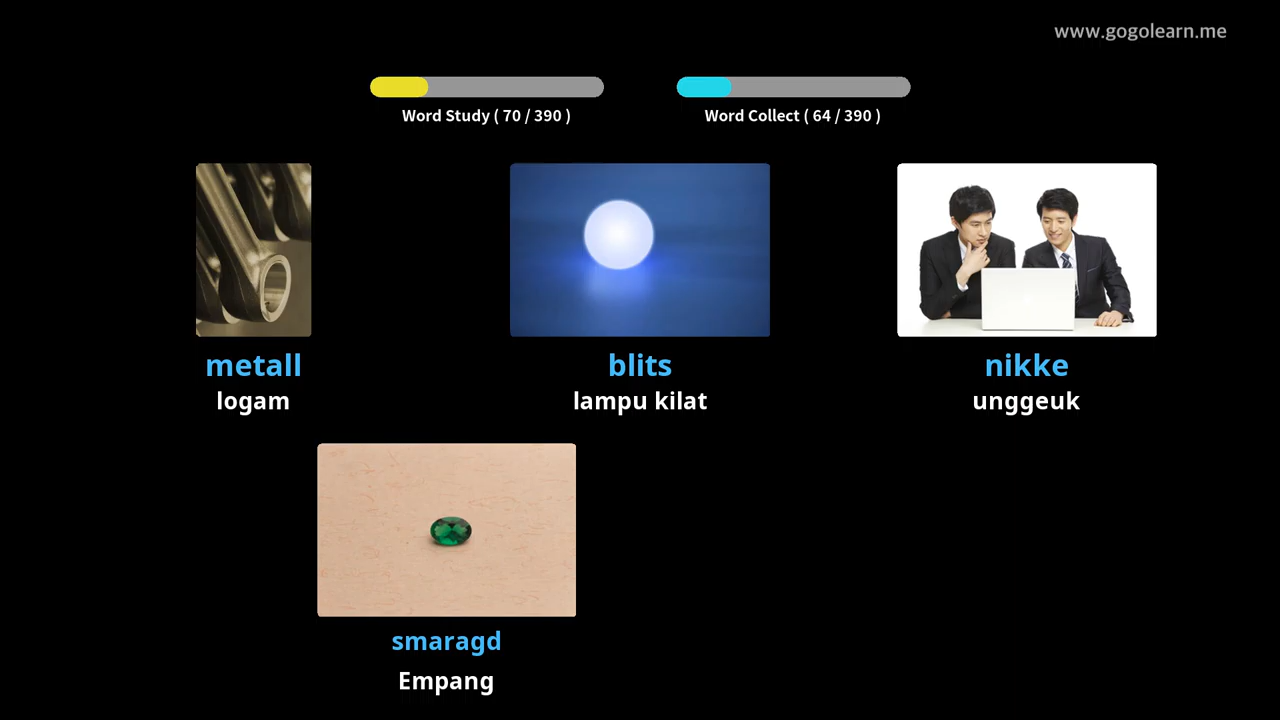 www.gogolearn.me
Word Study ( 70 / 390 )
Word Collect ( 64 / 390 )
metall
logam
blits
lampu kilat
nikke
unggeuk
smaragd
Empang